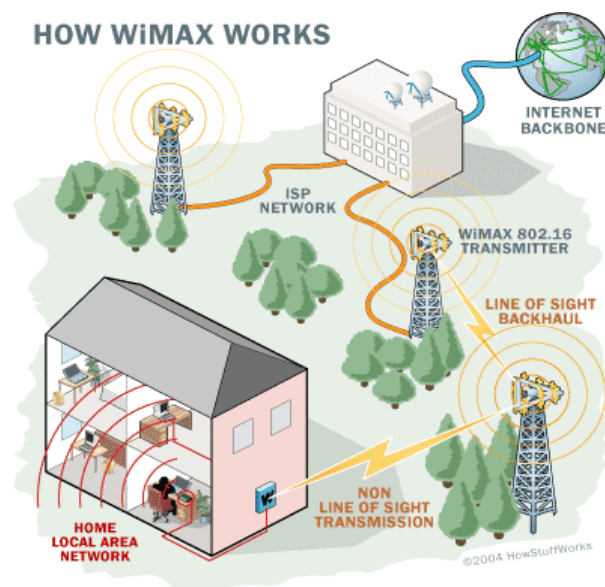 HOW WiMAX WORKS
INTERNET
BACKBONE
ISP
NETWORK
WiMAX 802.16
TRANSMITTER
LINE OF SIGHT
BACKHAUL
NON
LINE OF SIGHT
TRANSMISSION
HOME
LOCAL AREA
NETWORK
©2004 HowStuffWorks